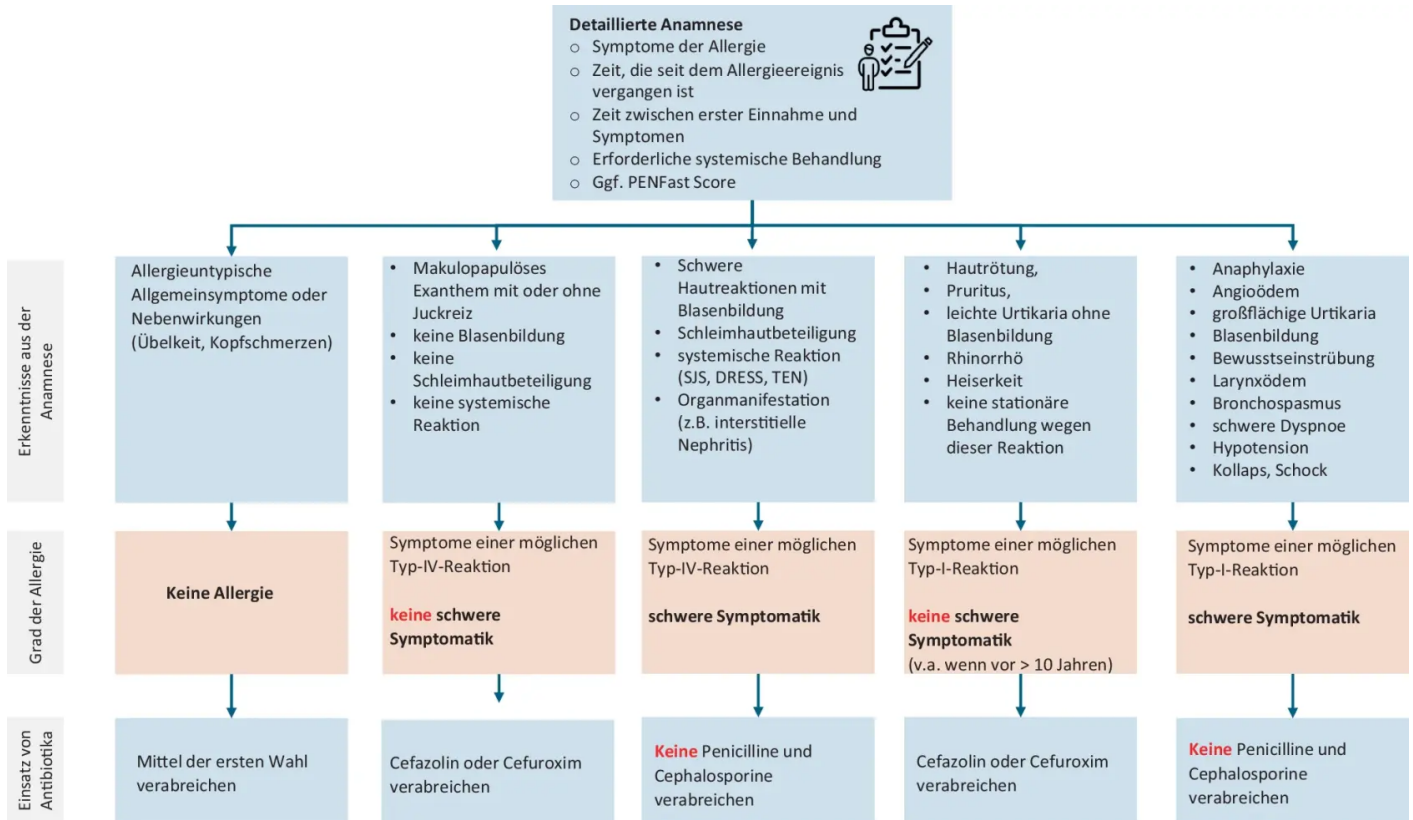 Detaillierte Anamnese
o Symptome der Allergie
o Zeit, die seit dem Allergieereignis
vergangen ist
o Zeit zwischen erster Einnahme und
Symptomen
o Erforderliche systemische Behandlung
o Ggf. PENFast Score
Erkenntnisse aus der
Anamnese
Allergieuntypische
Allgemeinsymptome oder
Nebenwirkungen
(Übelkeit, Kopfschmerzen)
• Makulopapulöses
Exanthem mit oder ohne
Juckreiz
• keine Blasenbildung
• keine
Schleimhautbeteiligung
• keine systemische
Reaktion
• Schwere
Hautreaktionen mit
Blasenbildung
• Schleimhautbeteiligung
• systemische Reaktion
(SJS, DRESS, TEN)
• Organmanifestation
(z.B. interstitielle
Nephritis)
• Hautrötung,
• Pruritus,
• leichte Urtikaria ohne
Blasenbildung
• Rhinorrhö
• Heiserkeit
• keine stationäre
Behandlung wegen
dieser Reaktion
• Anaphylaxie
• Angioödem
• großflächige Urtikaria
• Blasenbildung
• Bewusstseinstrübung
• Larynxödem
• Bronchospasmus
• schwere Dyspnoe
• Hypotension
• Kollaps, Schock
Grad der Allergie
Keine Allergie
Symptome einer möglichen
Typ-IV-Reaktion
keine schwere
Symptomatik
Symptome einer möglichen
Typ-IV-Reaktion
schwere Symptomatik
Symptome einer möglichen
Typ-I-Reaktion
keine schwere
Symptomatik
(v.a. wenn vor > 10 Jahren)
Symptome einer möglichen
Typ-I-Reaktion
schwere Symptomatik
Einsatz von
Antibiotika
Mittel der ersten Wahl
verabreichen
Cefazolin oder Cefuroxim
verabreichen
Keine Penicilline und
Cephalosporine
verabreichen
Cefazolin oder Cefuroxim
verabreichen
Keine Penicilline und
Cephalosporine
verabreichen